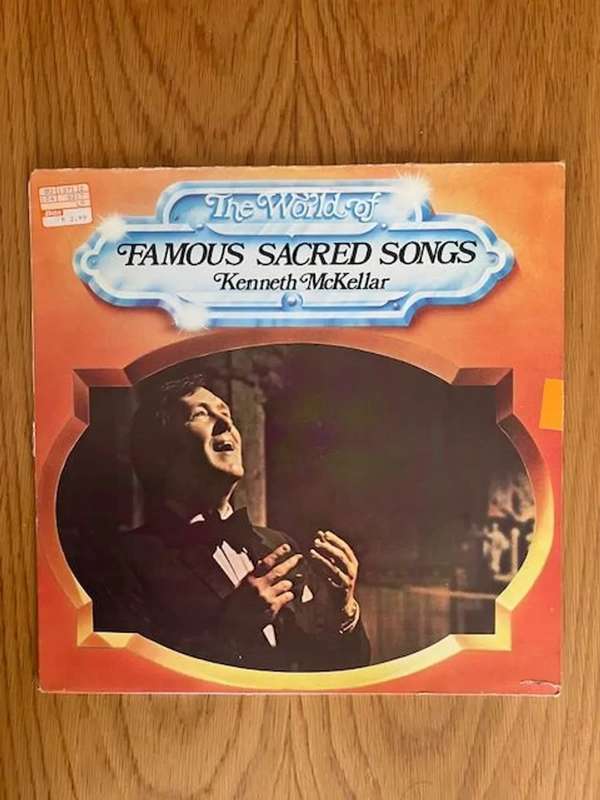 The World of
FAMOUS SACRED SONGS
Kenneth McKellar